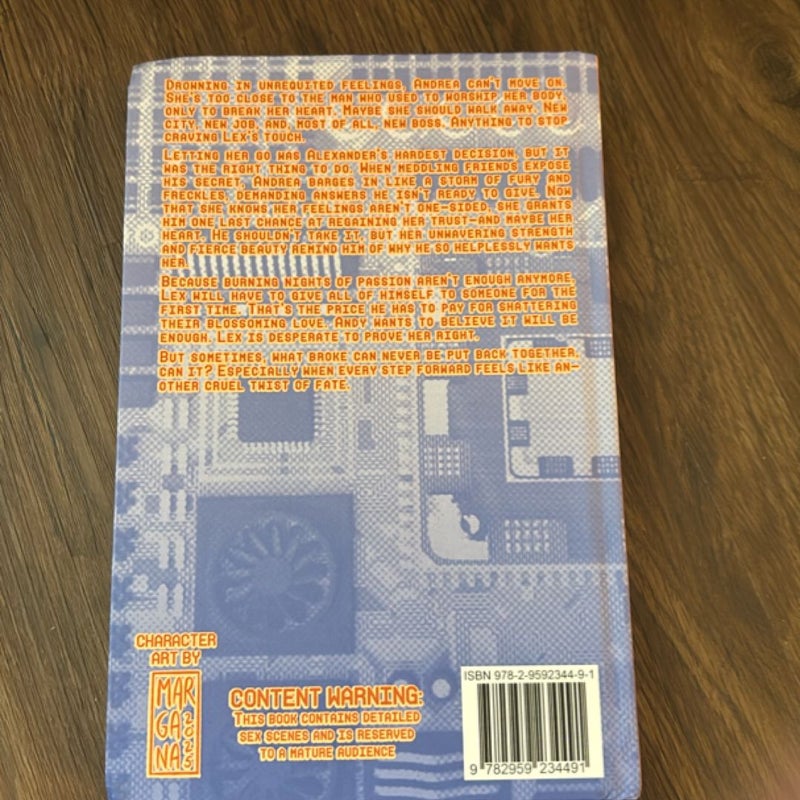 DROWNING IN UNREQUITED FEELINGS, ANDREA CAN'T MOVE ON.
SHE'S TOO CLOSE TO THE MAN WHO USED TO WORSHIP HER BODY,
ONLY TO BREAK HER HEART. MAYBE SHE SHOULD WALK AWAY. NEW
CITY, NEW JOB, AND, MOST OF ALL, NEW BOSS. ANYTHING TO STOP
CRAVING LEX'S TOUCH.
LETTING HER GO WAS ALEXANDER'S HARDEST DECISION, BUT IT
WAS THE RIGHT THING TO DO. WHEN MEDDLING FRIENDS EXPOSE
HIS SECRET, ANDREA BARGES IN LIKE A STORM OF FURY AND
FRECKLES, DEMANDING ANSWERS HE ISN'T READY TO GIVE. NOW
THAT SHE KNOWS HER FEELINGS AREN'T ONE-SIDED, SHE GRANTS
HIM ONE LAST CHANCE AT REGAINING HER TRUST—AND MAYBE HER
HEART. HE SHOULDN'T TAKE IT, BUT HER UNWAVERING STRENGTH
AND FIERCE BEAUTY REMIND HIM OF WHY HE SO HELPLESSLY WANTS
HER.
BECAUSE BURNING NIGHTS OF PASSION AREN'T ENOUGH ANYMORE,
LEX WILL HAVE TO GIVE ALL OF HIMSELF TO SOMEONE FOR THE
FIRST TIME. THAT'S THE PRICE HE HAS TO PAY FOR SHATTERING
THEIR BLOSSOMING LOVE. ANDY WANTS TO BELIEVE IT WILL BE
ENOUGH. LEX IS DESPERATE TO PROVE HER RIGHT.
BUT SOMETIMES, WHAT BROKE CAN NEVER BE PUT BACK TOGETHER,
CAN IT? ESPECIALLY WHEN EVERY STEP FORWARD FEELS LIKE AN-
OTHER CRUEL TWIST OF FATE.
CHARACTER
ART BY
MAR
GA
NA
2025
CONTENT WARNING:
THIS BOOK CONTAINS DETAILED
SEX SCENES AND IS RESERVED
TO A MATURE AUDIENCE
ISBN 978-2-9592344-9-1
9 782959 234491